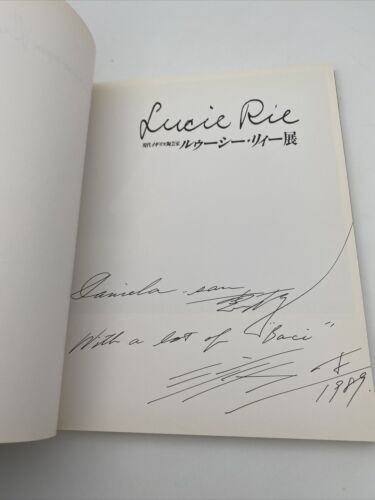 Lucie Rie
現代イギリス陶芸家 ルゥーシー・リィー展
Daniela-san
With a lot of "Baci"
1989.